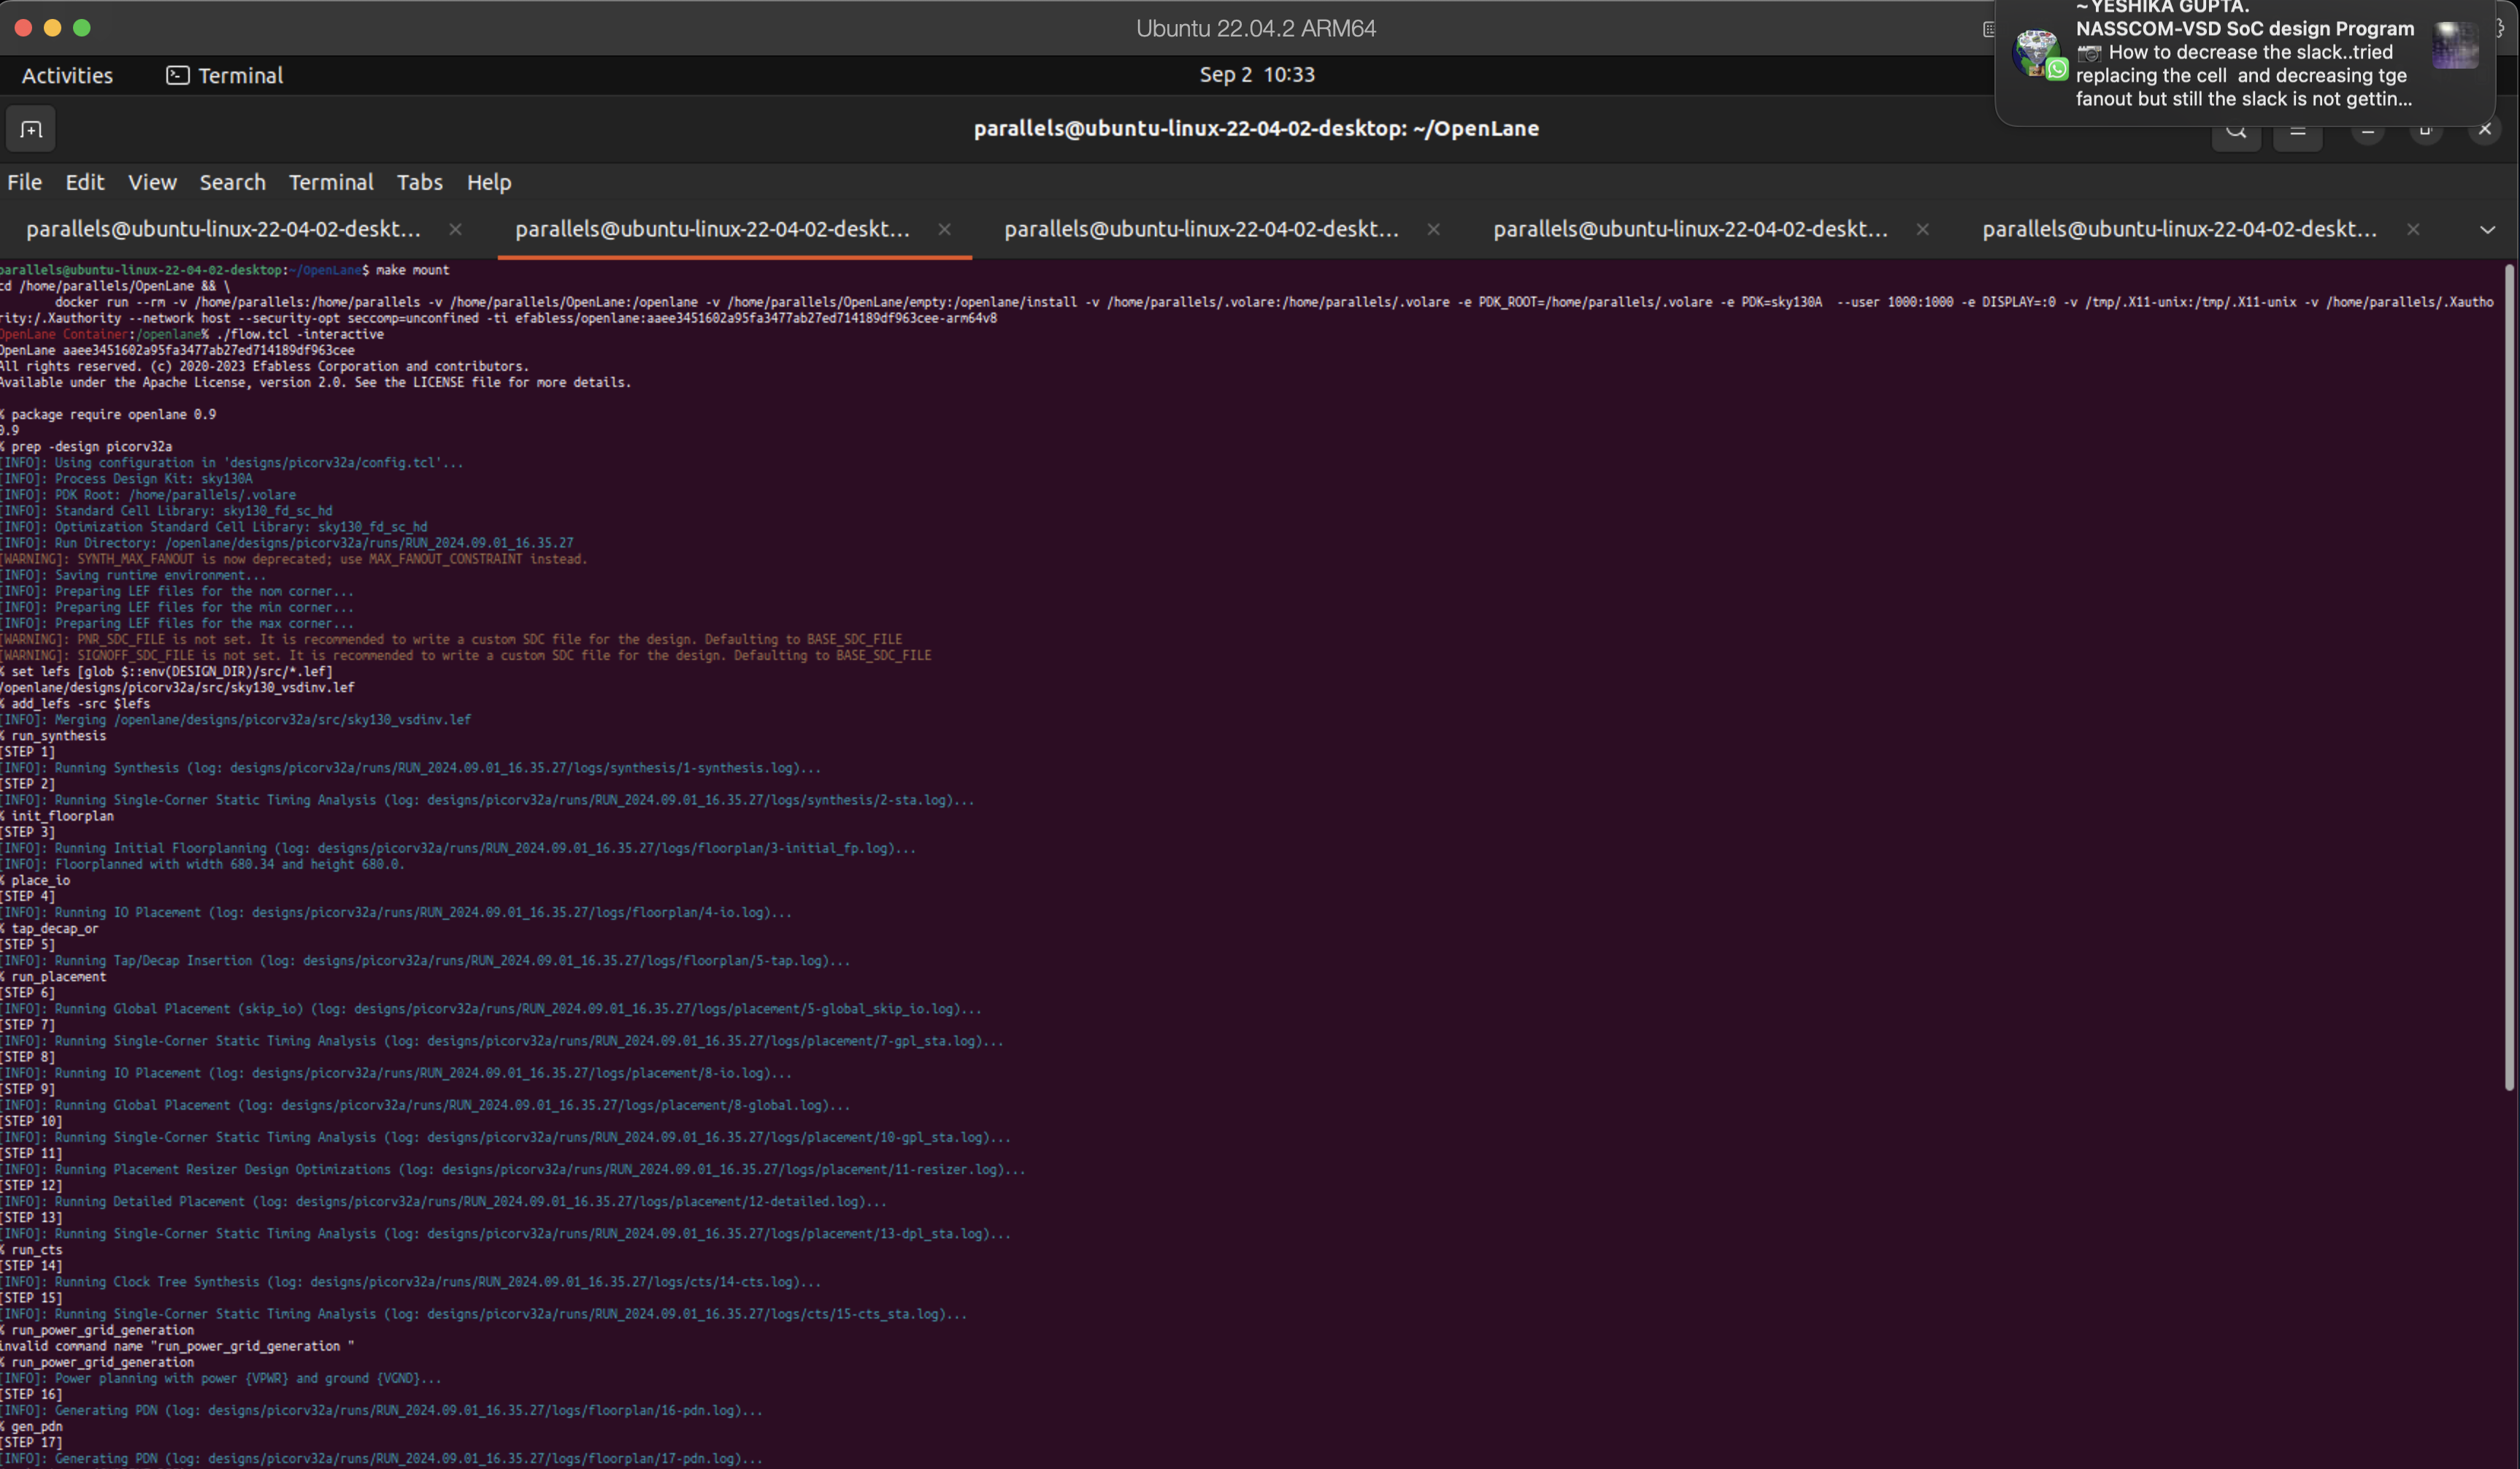 Ubuntu 22.04.2 ARM64
~YESHIKA GUPTA.
NASSCOM-VSD SoC design Program
How to decrease the slack..tried
replacing the cell and decreasing tge
fanout but still the slack is not gettin...
Activities
Terminal
Sep 2 10:33
parallels@ubuntu-linux-22-04-02-desktop: ~/OpenLane
File Edit View Search Terminal Tabs Help
parallels@ubuntu-linux-22-04-02-deskt...
parallels@ubuntu-linux-22-04-02-deskt...
parallels@ubuntu-linux-22-04-02-deskt...
parallels@ubuntu-linux-22-04-02-deskt...
parallels@ubuntu-linux-22-04-02-deskt...
parallels@ubuntu-linux-22-04-02-desktop:~/OpenLane$ make mount
cd /home/parallels/OpenLane && \
docker run --rm -v /home/parallels:/home/parallels -v /home/parallels/OpenLane:/openlane -v /home/parallels/OpenLane/empty:/openlane/install -v /home/parallels/.volare:/home/parallels/.volare -e PDK_ROOT=/home/parallels/.volare -e PDK=sky130A --user 1000:1000 -e DISPLAY=:0 -v /tmp/.X11-unix:/tmp/.X11-unix -v /home/parallels/.Xautho
rity:/.Xauthority --network host --security-opt seccomp=unconfined -ti efabless/openlane:aaee3451602a95fa3477ab27ed714189df963cee-arm64v8
OpenLane Container:/openlane% ./flow.tcl -interactive
OpenLane aaee3451602a95fa3477ab27ed714189df963cee
All rights reserved. (c) 2020-2023 Efabless Corporation and contributors.
Available under the Apache License, version 2.0. See the LICENSE file for more details.
% package require openlane 0.9
0.9
% prep -design picorv32a
[INFO]: Using configuration in 'designs/picorv32a/config.tcl'...
[INFO]: Process Design Kit: sky130A
[INFO]: PDK Root: /home/parallels/.volare
[INFO]: Standard Cell Library: sky130_fd_sc_hd
[INFO]: Optimization Standard Cell Library: sky130_fd_sc_hd
[INFO]: Run Directory: /openlane/designs/picorv32a/runs/RUN_2024.09.01_16.35.27
[WARNING]: SYNTH_MAX_FANOUT is now deprecated; use MAX_FANOUT_CONSTRAINT instead.
[INFO]: Saving runtime environment...
[INFO]: Preparing LEF files for the nom corner...
[INFO]: Preparing LEF files for the min corner...
[INFO]: Preparing LEF files for the max corner...
[WARNING]: PNR_SDC_FILE is not set. It is recommended to write a custom SDC file for the design. Defaulting to BASE_SDC_FILE
[WARNING]: SIGNOFF_SDC_FILE is not set. It is recommended to write a custom SDC file for the design. Defaulting to BASE_SDC_FILE
% set lefs [glob $::env(DESIGN_DIR)/src/*.lef]
/openlane/designs/picorv32a/src/sky130_vsdinv.lef
% add_lefs -src $lefs
[INFO]: Merging /openlane/designs/picorv32a/src/sky130_vsdinv.lef
% run_synthesis
[STEP 1]
[INFO]: Running Synthesis (log: designs/picorv32a/runs/RUN_2024.09.01_16.35.27/logs/synthesis/1-synthesis.log)...
[STEP 2]
[INFO]: Running Single-Corner Static Timing Analysis (log: designs/picorv32a/runs/RUN_2024.09.01_16.35.27/logs/synthesis/2-sta.log)...
% init_floorplan
[STEP 3]
[INFO]: Running Initial Floorplanning (log: designs/picorv32a/runs/RUN_2024.09.01_16.35.27/logs/floorplan/3-initial_fp.log)...
[INFO]: Floorplanned with width 680.34 and height 680.0.
% place_io
[STEP 4]
[INFO]: Running IO Placement (log: designs/picorv32a/runs/RUN_2024.09.01_16.35.27/logs/floorplan/4-io.log)...
% tap_decap_or
[STEP 5]
[INFO]: Running Tap/Decap Insertion (log: designs/picorv32a/runs/RUN_2024.09.01_16.35.27/logs/floorplan/5-tap.log)...
% run_placement
[STEP 6]
[INFO]: Running Global Placement (skip_io) (log: designs/picorv32a/runs/RUN_2024.09.01_16.35.27/logs/placement/5-global_skip_io.log)...
[STEP 7]
[INFO]: Running Single-Corner Static Timing Analysis (log: designs/picorv32a/runs/RUN_2024.09.01_16.35.27/logs/placement/7-gpl_sta.log)...
[STEP 8]
[INFO]: Running IO Placement (log: designs/picorv32a/runs/RUN_2024.09.01_16.35.27/logs/placement/8-io.log)...
[STEP 9]
[INFO]: Running Global Placement (log: designs/picorv32a/runs/RUN_2024.09.01_16.35.27/logs/placement/8-global.log)...
[STEP 10]
[INFO]: Running Single-Corner Static Timing Analysis (log: designs/picorv32a/runs/RUN_2024.09.01_16.35.27/logs/placement/10-gpl_sta.log)...
[STEP 11]
[INFO]: Running Placement Resizer Design Optimizations (log: designs/picorv32a/runs/RUN_2024.09.01_16.35.27/logs/placement/11-resizer.log)...
[STEP 12]
[INFO]: Running Detailed Placement (log: designs/picorv32a/runs/RUN_2024.09.01_16.35.27/logs/placement/12-detailed.log)...
[STEP 13]
[INFO]: Running Single-Corner Static Timing Analysis (log: designs/picorv32a/runs/RUN_2024.09.01_16.35.27/logs/placement/13-dpl_sta.log)...
% run_cts
[STEP 14]
[INFO]: Running Clock Tree Synthesis (log: designs/picorv32a/runs/RUN_2024.09.01_16.35.27/logs/cts/14-cts.log)...
[STEP 15]
[INFO]: Running Single-Corner Static Timing Analysis (log: designs/picorv32a/runs/RUN_2024.09.01_16.35.27/logs/cts/15-cts_sta.log)...
% run_power_grid_generation
invalid command name "run_power_grid_generation "
% run_power_grid_generation
[INFO]: Power planning with power {VPWR} and ground {VGND}...
[STEP 16]
[INFO]: Generating PDN (log: designs/picorv32a/runs/RUN_2024.09.01_16.35.27/logs/floorplan/16-pdn.log)...
% gen_pdn
[STEP 17]
[INFO]: Generating PDN (log: designs/picorv32a/runs/RUN_2024.09.01_16.35.27/logs/floorplan/17-pdn.log)...